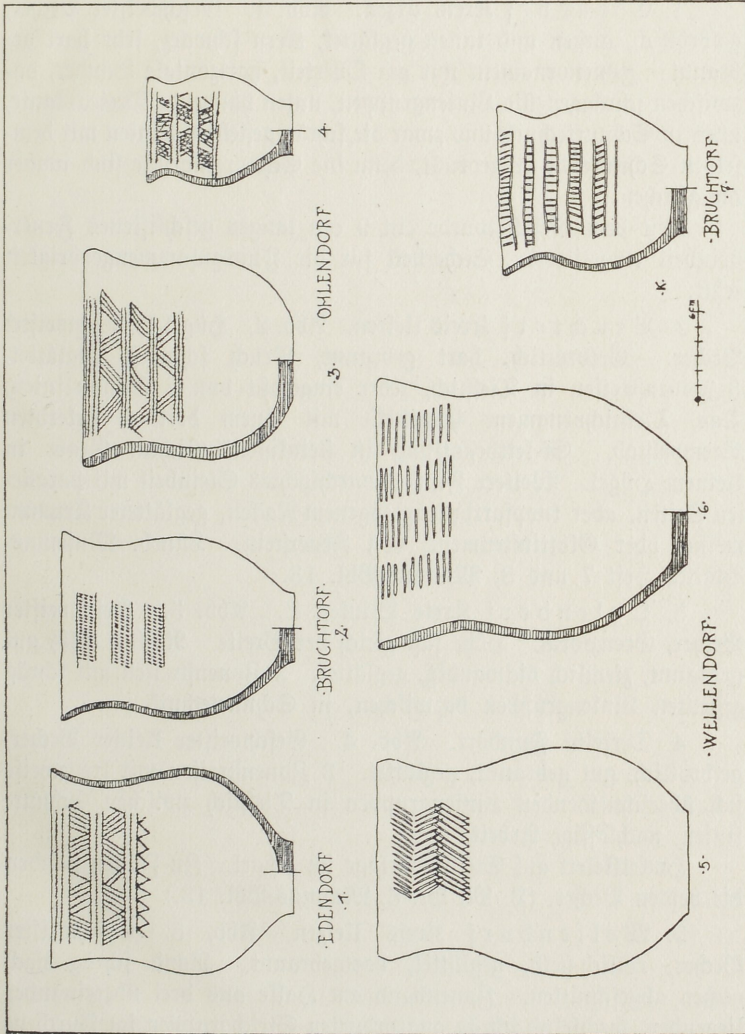 EDENDORF
·1·
BRUCHTORF
·2·
·3· ·OHLENDORF 4
·5· ·WELLENDORF· ·6·
·K·
·BRUCHTORF
·7·